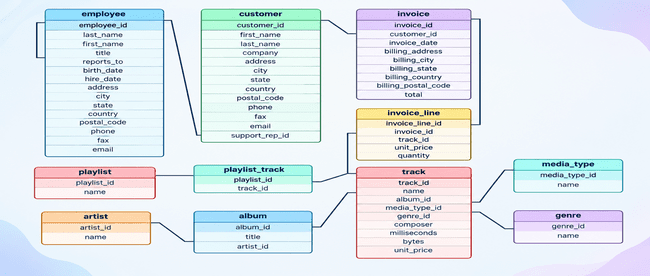 employee
employee_id
last_name
first_name
title
reports_to
birth_date
hire_date
address
city
state
country
postal_code
phone
fax
email
customer
customer_id
first_name
last_name
company
address
city
state
country
postal_code
phone
fax
email
support_rep_id
invoice
invoice_id
customer_id
invoice_date
billing_address
billing_city
billing_state
billing_country
billing_postal_code
total
invoice_line
invoice_line_id
invoice_id
track_id
unit_price
quantity
playlist
playlist_id
name
playlist_track
playlist_id
track_id
track
track_id
name
album_id
media_type_id
genre_id
composer
milliseconds
bytes
unit_price
media_type
media_type_id
name
artist
artist_id
name
album
album_id
title
artist_id
genre
genre_id
name